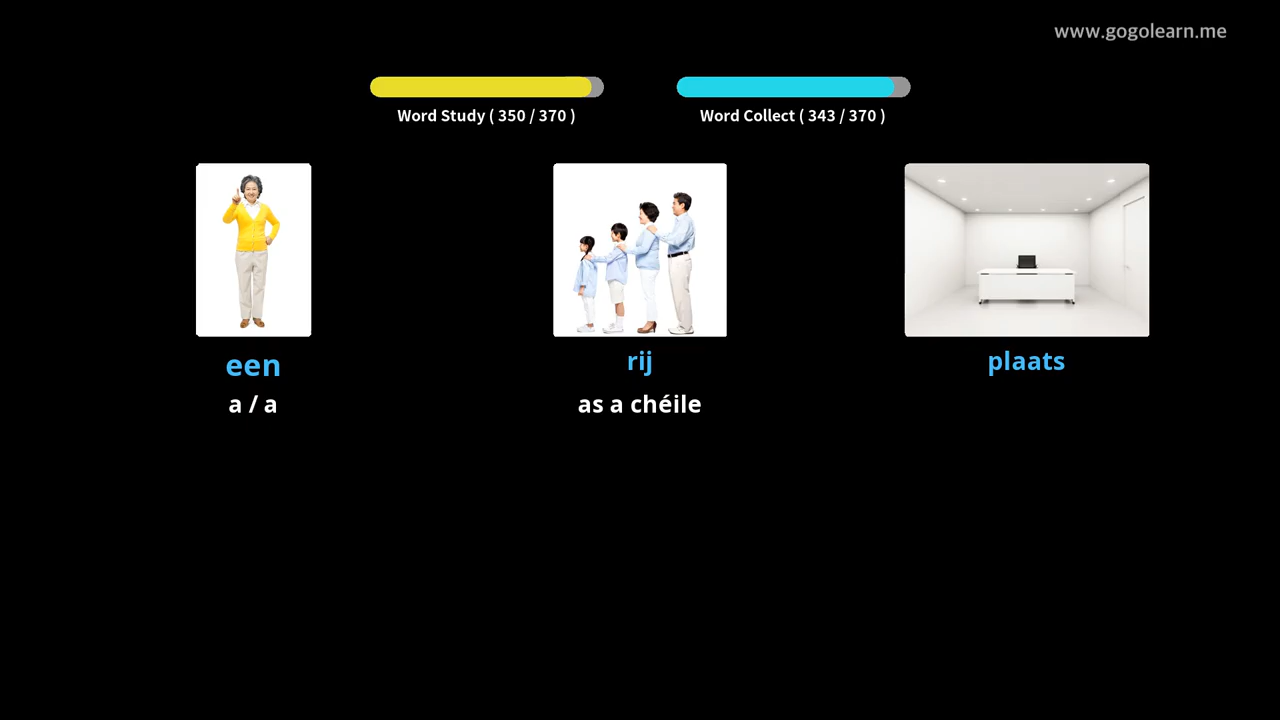 www.gogolearn.me
Word Study ( 350 / 370 )
Word Collect ( 343 / 370 )
een
rij
plaats
a / a
as a chéile